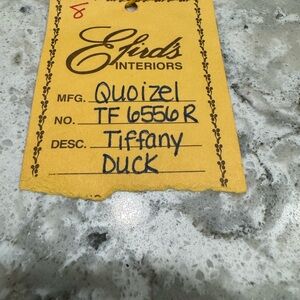 8
Efird's
INTERIORS
MFG. Quoizel
NO. TF 6556 R
DESC. Tiffany
Duck